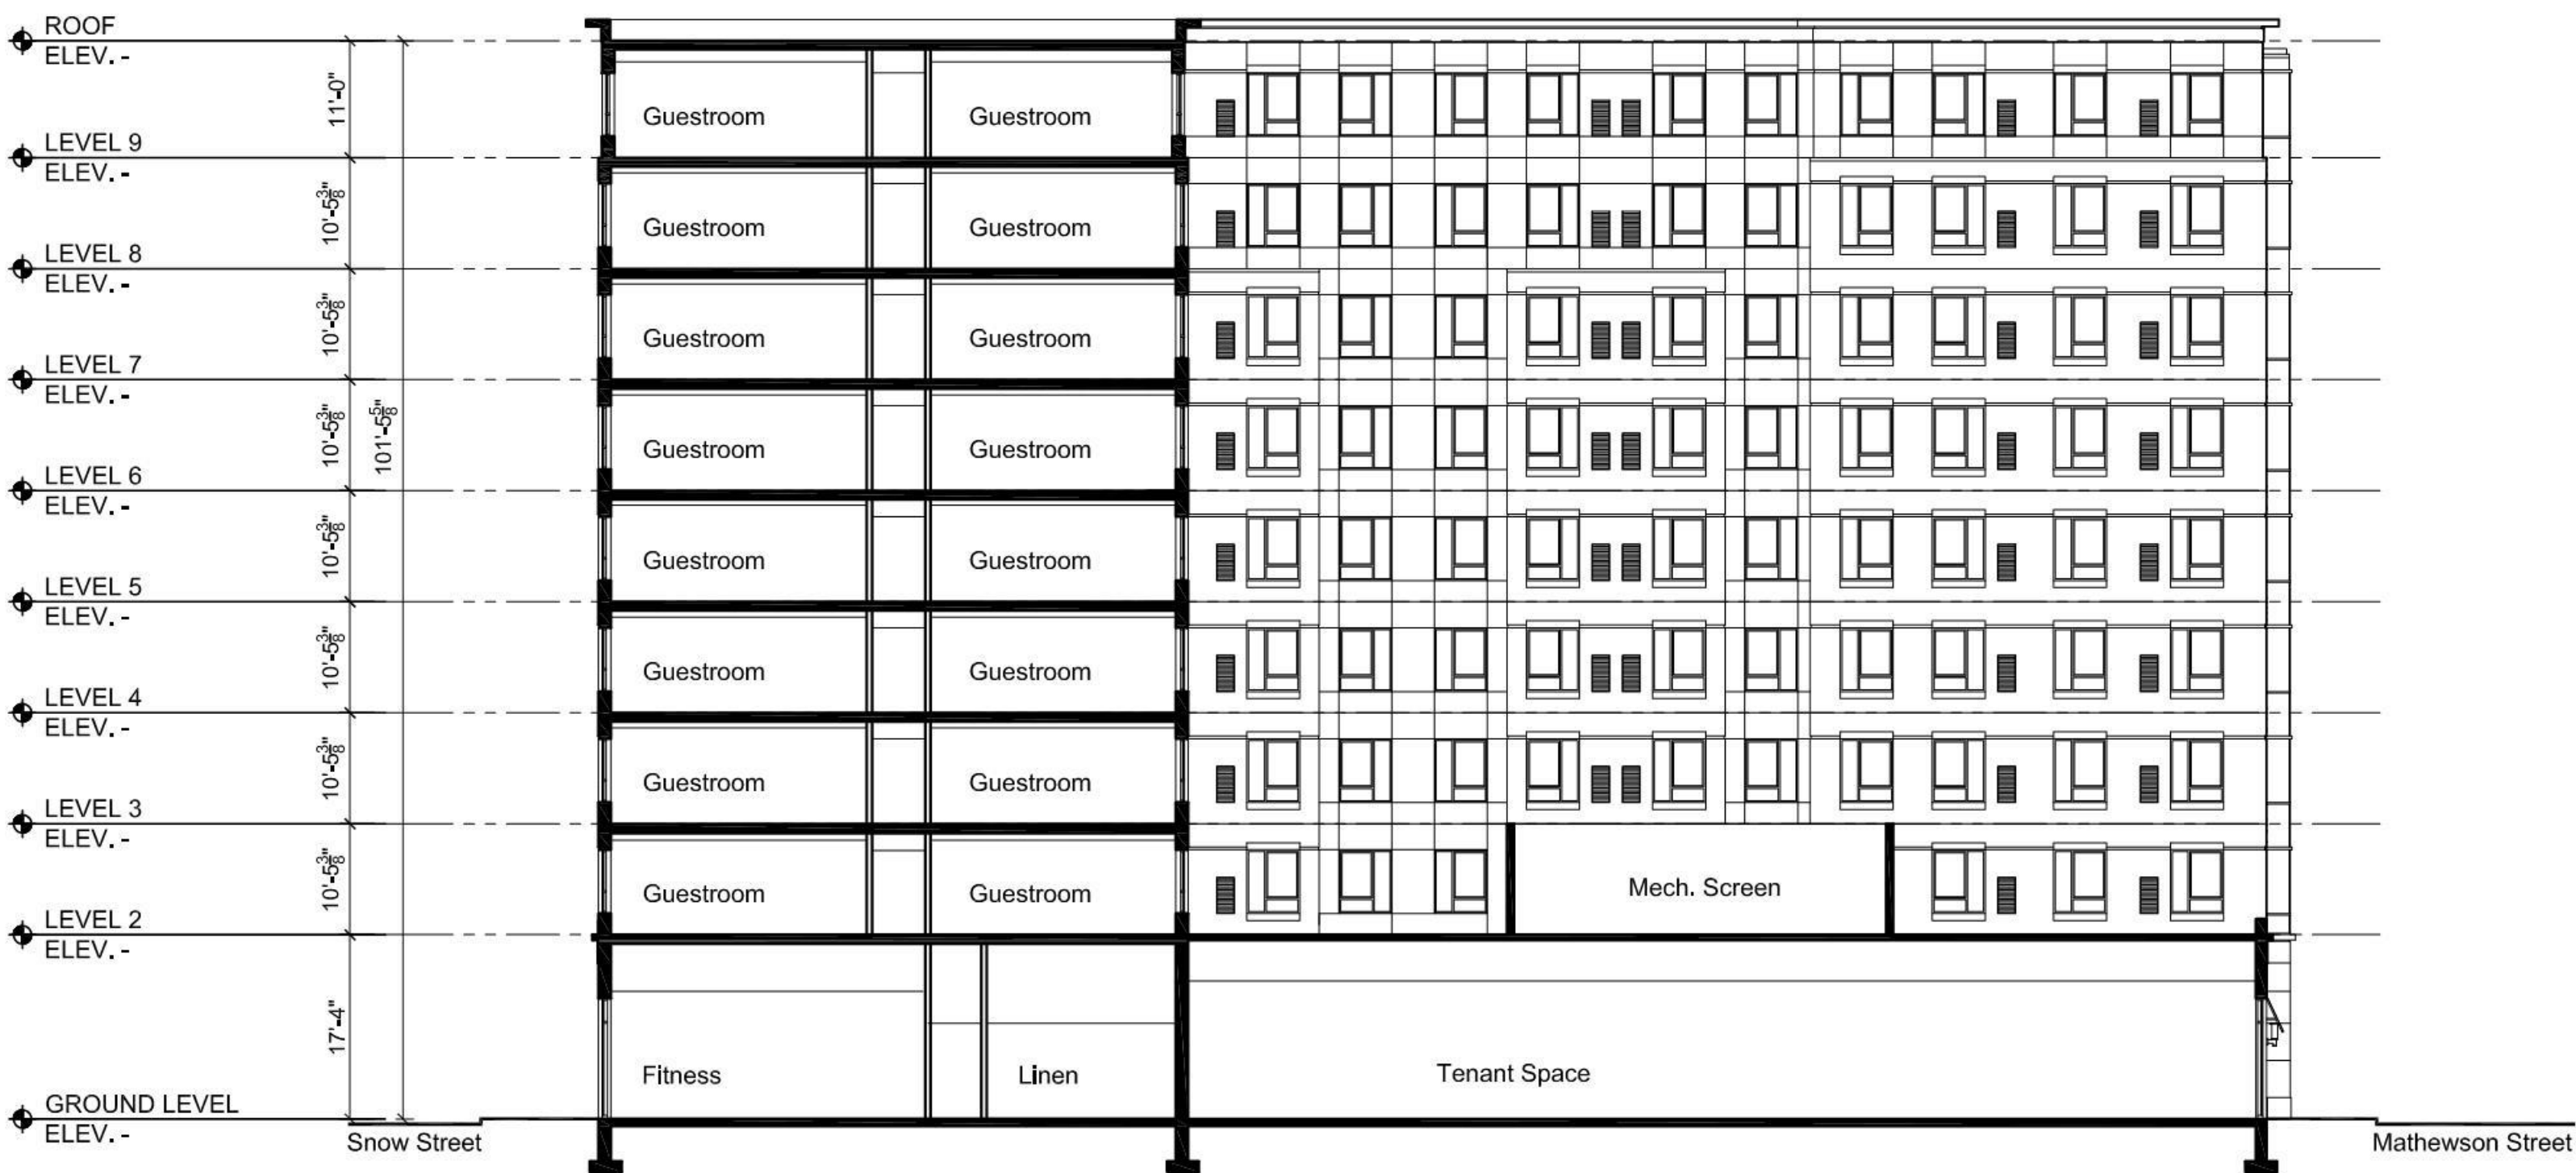 ROOF
ELEV. -
11'-0"
Guestroom Guestroom
LEVEL 9
ELEV. -
10'-5 3/8"
Guestroom Guestroom
LEVEL 8
ELEV. -
10'-5 3/8"
Guestroom Guestroom
LEVEL 7
ELEV. -
10'-5 3/8"
101'-5 5/8"
Guestroom Guestroom
LEVEL 6
ELEV. -
10'-5 3/8"
Guestroom Guestroom
LEVEL 5
ELEV. -
10'-5 3/8"
Guestroom Guestroom
LEVEL 4
ELEV. -
10'-5 3/8"
Guestroom Guestroom
LEVEL 3
ELEV. -
10'-5 3/8"
Guestroom Guestroom Mech. Screen
LEVEL 2
ELEV. -
17'-4"
Fitness Linen Tenant Space
GROUND LEVEL
ELEV. -
Snow Street Mathewson Street